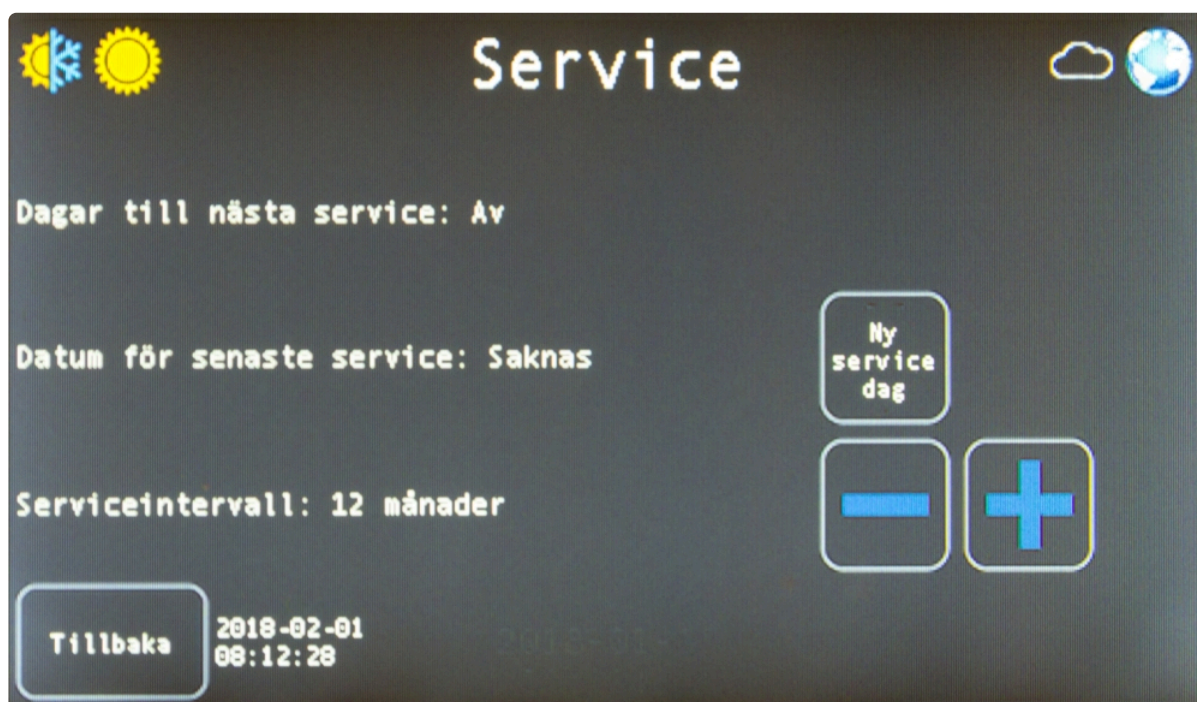 Service
Dagar till nästa service: Av
Datum för senaste service: Saknas
Ny
service
dag
Serviceintervall: 12 månader
Tillbaka
2018-02-01
08:12:28